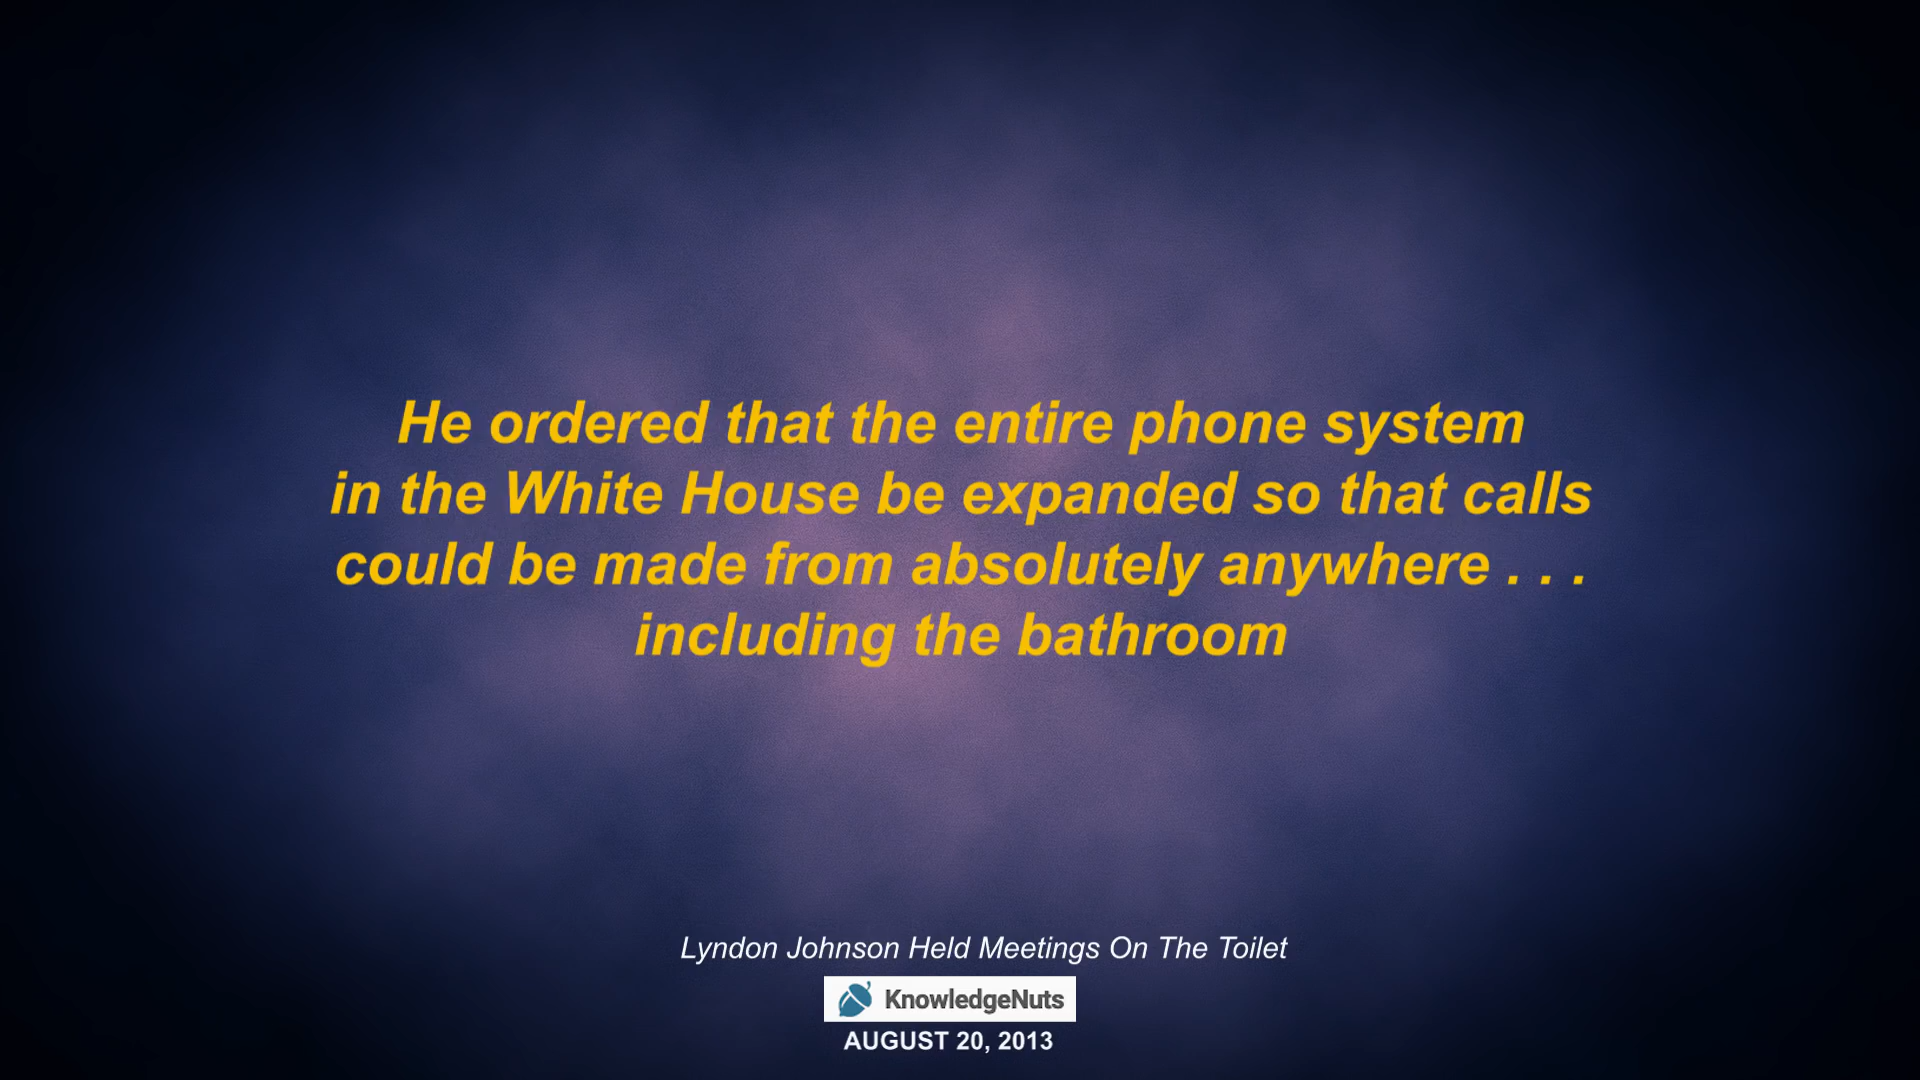 He ordered that the entire phone system
in the White House be expanded so that calls
could be made from absolutely anywhere . . .
including the bathroom
Lyndon Johnson Held Meetings On The Toilet
KnowledgeNuts
AUGUST 20, 2013